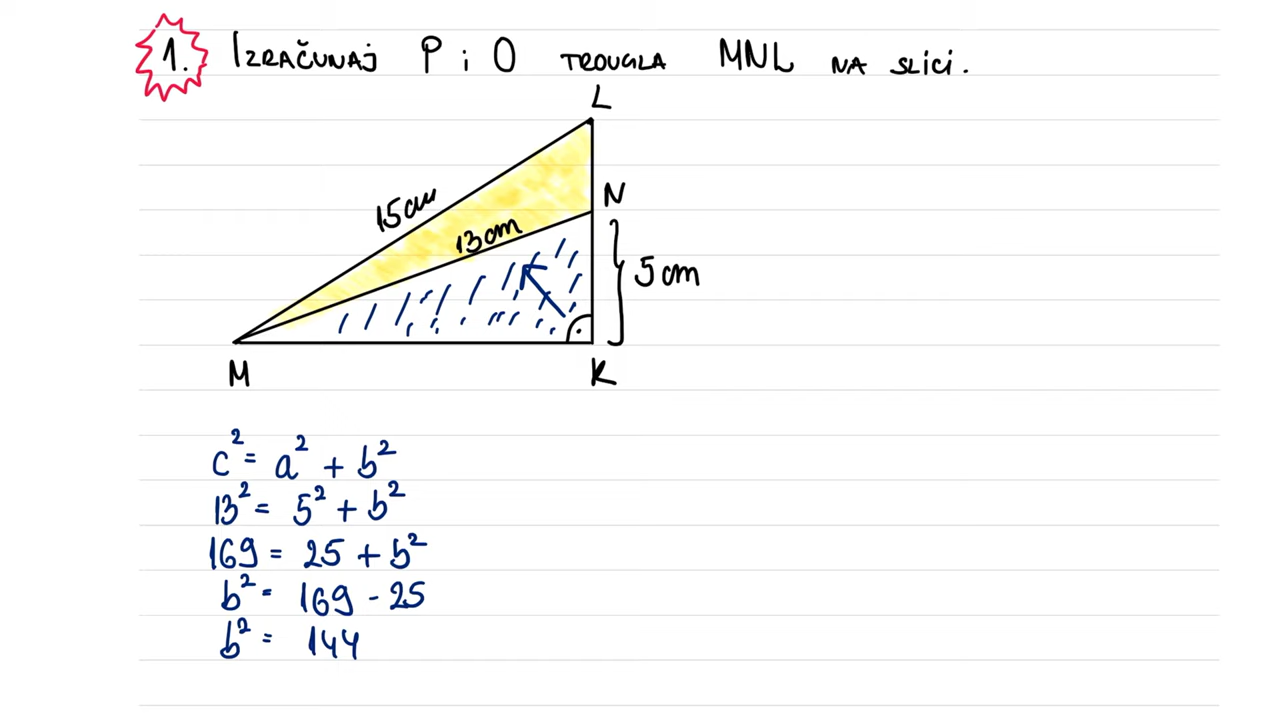 1. IZRAČUNAJ P i O TROUGLA MNL NA SLICI.
L
N
15cm
13cm
5cm
M
K
c² = a² + b²
13² = 5² + b²
169 = 25 + b²
b² = 169 - 25
b² = 144